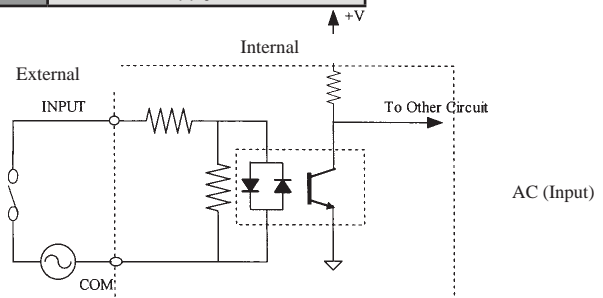 +V
Internal
External
INPUT
To Other Circuit
AC (Input)
COM